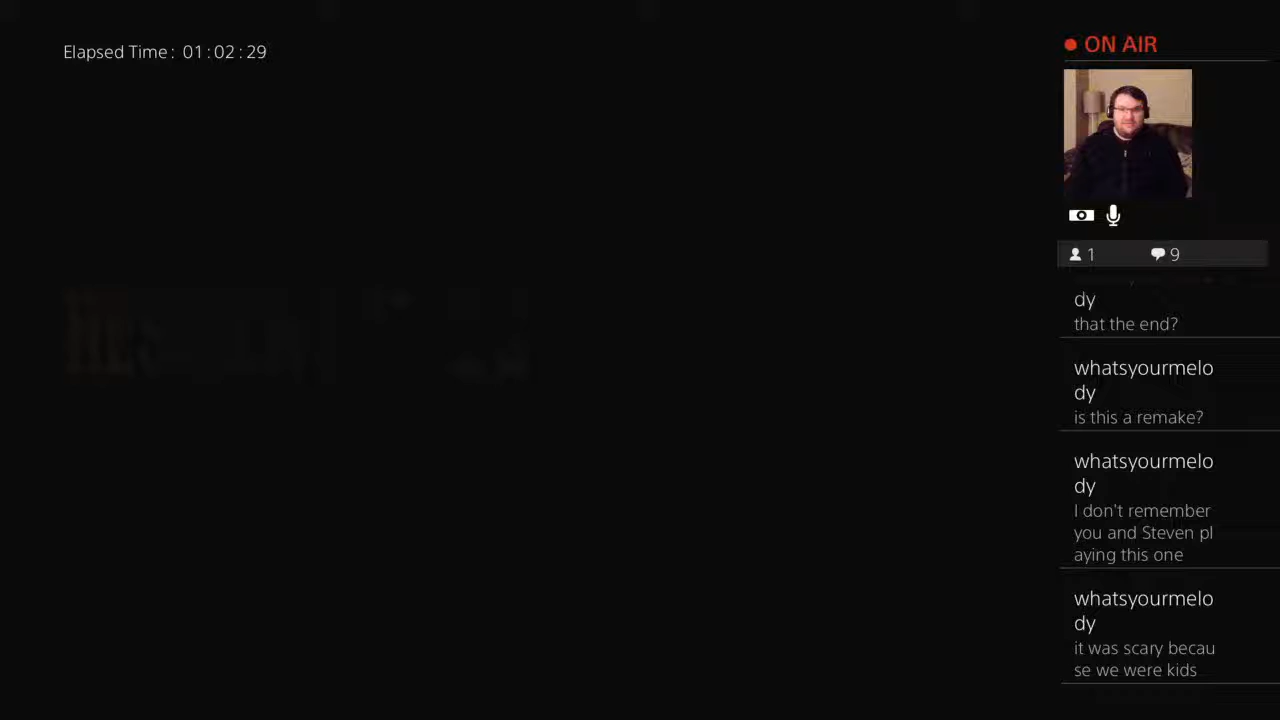 Elapsed Time: 01:02:29
ON AIR
1
9
dy
that the end?
whatsyourmelo
dy
is this a remake?
whatsyourmelo
dy
I don't remember
you and Steven pl
aying this one
whatsyourmelo
dy
it was scary becau
se we were kids